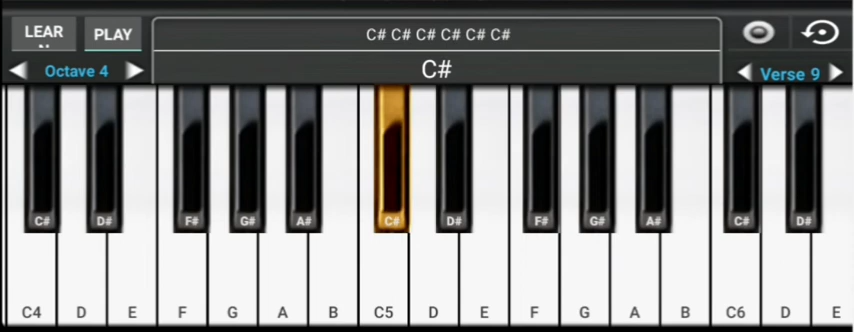 LEAR
N
PLAY
C# C# C# C# C# C#
Octave 4
C#
Verse 9
C# D# F# G# A# C# D# F# G# A# C# D#
C4 D E F G A B C5 D E F G A B C6 D E